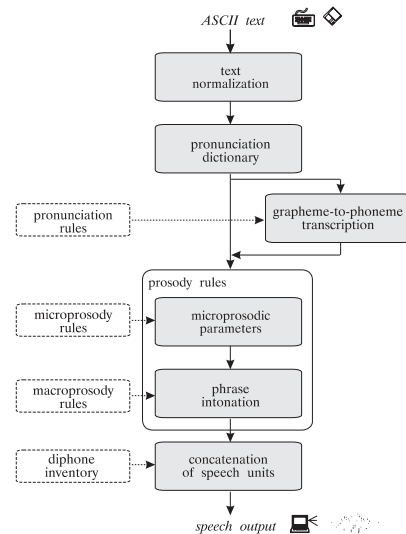 ASCII text
text
normalization
pronunciation
dictionary
pronunciation
rules
grapheme-to-phoneme
transcription
prosody rules
microprosody
rules
microprosodic
parameters
macroprosody
rules
phrase
intonation
diphone
inventory
concatenation
of speech units
speech output